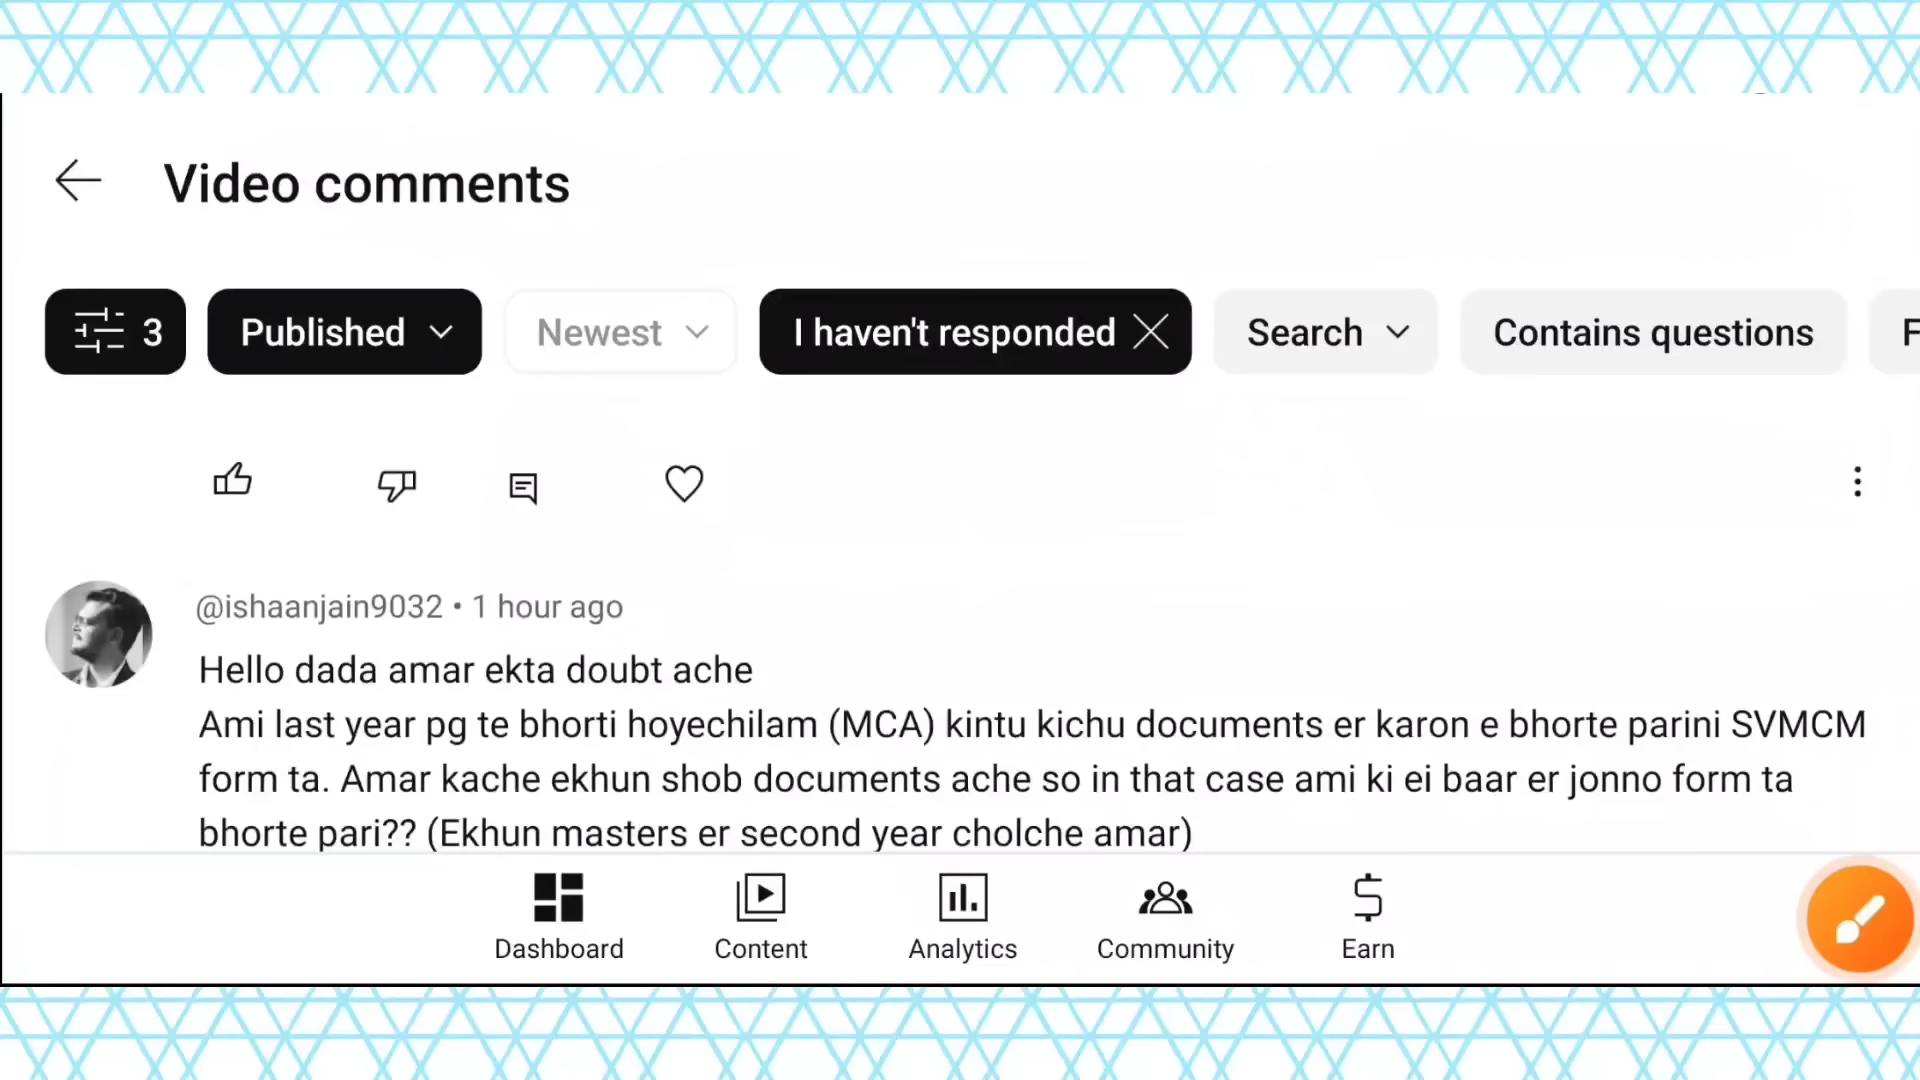 Video comments
3
Published
Newest
I haven't responded
Search
Contains questions
F
@ishaanjain9032 • 1 hour ago
Hello dada amar ekta doubt ache
Ami last year pg te bhorti hoyechilam (MCA) kintu kichu documents er karon e bhorte parini SVMCM
form ta. Amar kache ekhun shob documents ache so in that case ami ki ei baar er jonno form ta
bhorte pari?? (Ekhun masters er second year cholche amar)
Dashboard
Content
Analytics
Community
Earn